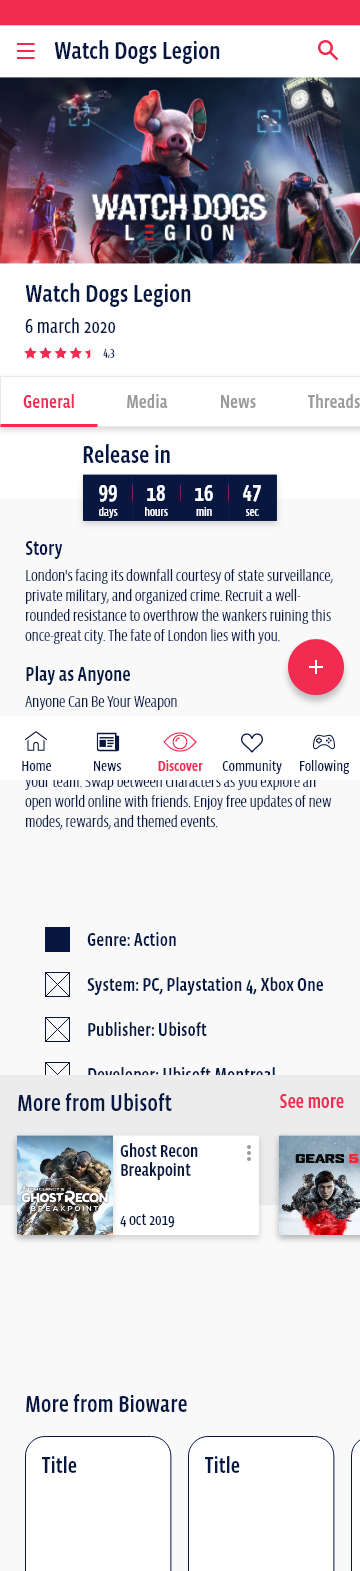 Watch Dogs Legion
WATCH DOGS
LEGION
Watch Dogs Legion
6 march 2020
4.3
General Media News Threads
Release in
99 18 16 47
days hours min sec
Story
London's facing its downfall courtesy of state surveillance,
private military, and organized crime. Recruit a well-
rounded resistance to overthrow the wankers ruining this
once-great city. The fate of London lies with you.
Play as Anyone
Anyone Can Be Your Weapon
Home News Discover Community Following
your team. Swap between characters as you explore an
open world online with friends. Enjoy free updates of new
modes, rewards, and themed events.
Genre: Action
System: PC, Playstation 4, Xbox One
Publisher: Ubisoft
Developer: Ubisoft Montreal
More from Ubisoft See more
GHOST RECON
BREAKPOINT
Ghost Recon
Breakpoint
4 oct 2019
GEARS 5
More from Bioware
Title Title